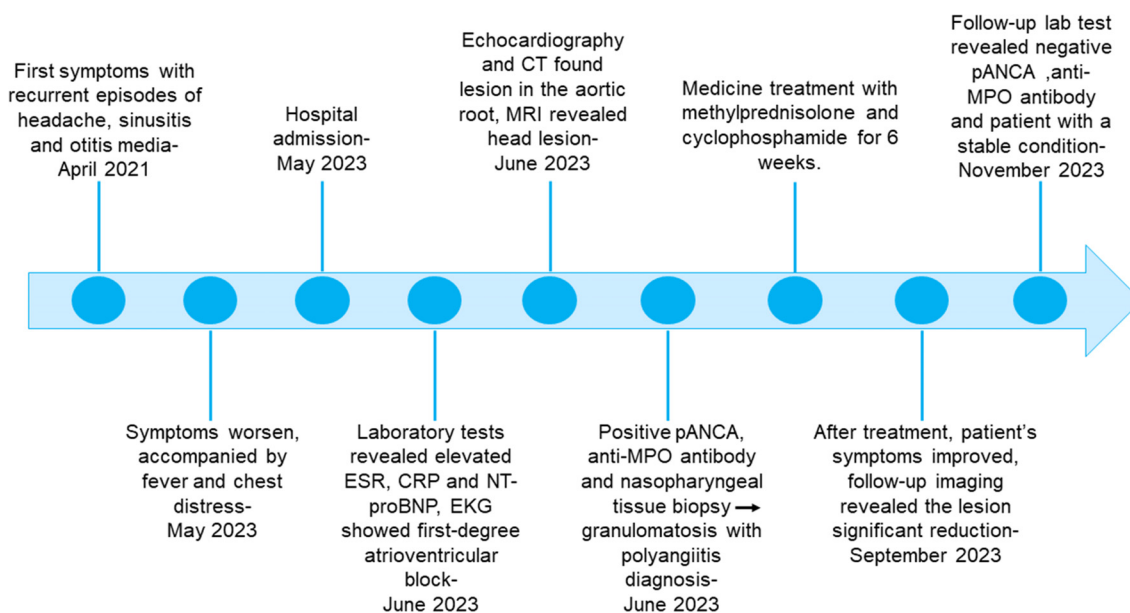 First symptoms with
recurrent episodes of
headache, sinusitis
and otitis media-
April 2021
Symptoms worsen,
accompanied by
fever and chest
distress-
May 2023
Hospital
admission-
May 2023
Laboratory tests
revealed elevated
ESR, CRP and NT-
proBNP, EKG
showed first-degree
atrioventricular
block-
June 2023
Echocardiography
and CT found
lesion in the aortic
root, MRI revealed
head lesion-
June 2023
Positive pANCA,
anti-MPO antibody
and nasopharyngeal
tissue biopsy →
granulomatosis with
polyangiitis
diagnosis-
June 2023
Medicine treatment with
methylprednisolone and
cyclophosphamide for 6
weeks.
After treatment, patient's
symptoms improved,
follow-up imaging
revealed the lesion
significant reduction-
September 2023
Follow-up lab test
revealed negative
pANCA ,anti-
MPO antibody
and patient with a
stable condition-
November 2023